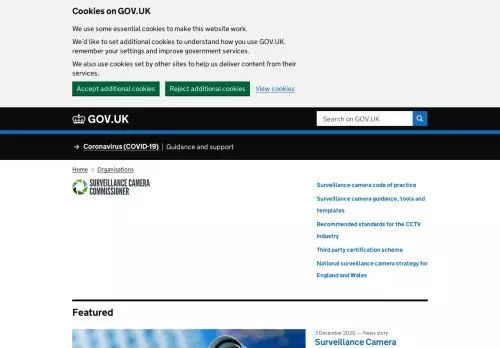 Cookies on GOV.UK
We use some essential cookies to make this website work.
We'd like to set additional cookies to understand how you use GOV.UK,
remember your settings and improve government services.
We also use cookies set by other sites to help us deliver content from their
services.
Accept additional cookies Reject additional cookies View cookies
GOV.UK Search on GOV.UK
→ Coronavirus (COVID-19) | Guidance and support
Home > Organisations
SURVEILLANCE CAMERA
COMMISSIONER
Surveillance camera code of practice
Surveillance camera guidance, tools and
templates
Recommended standards for the CCTV
industry
Third party certification scheme
National surveillance camera strategy for
England and Wales
Featured
3 December 2020 — News story
Surveillance Camera